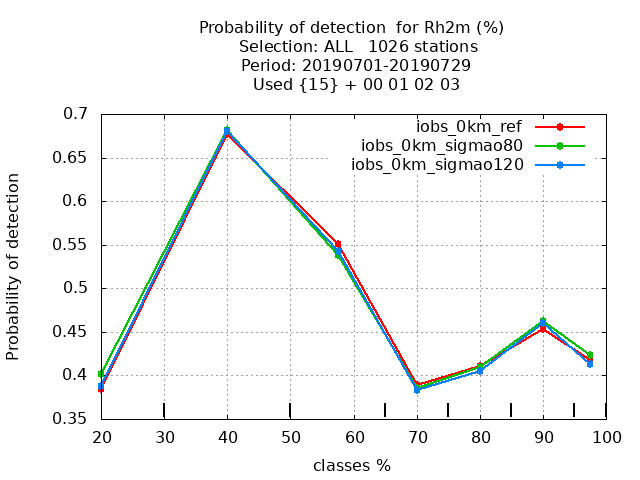 Probability of detection  for Rh2m (%)
Selection: ALL   1026 stations
Period: 20190701-20190729
Used {15} + 00 01 02 03
0.7
0.65
0.6
0.55
0.5
0.45
0.4
0.35
Probability of detection
iobs_0km_ref
iobs_0km_sigmao80
iobs_0km_sigmao120
20 30 40 50 60 70 80 90 100
classes %